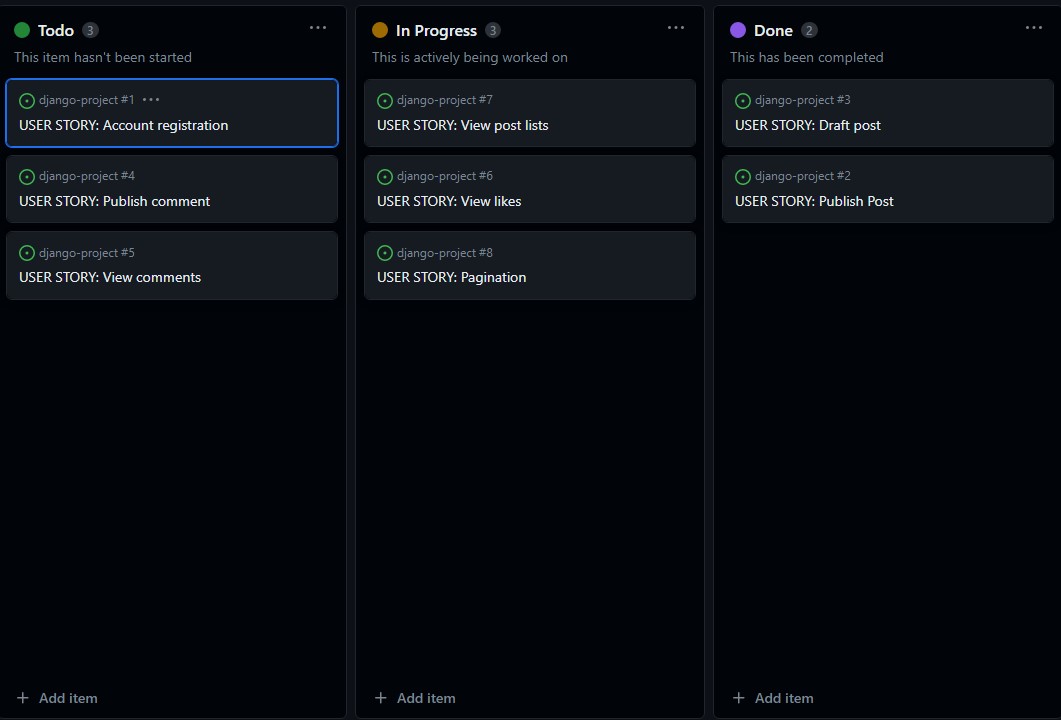 Todo 3
This item hasn't been started
django-project #1
USER STORY: Account registration
django-project #4
USER STORY: Publish comment
django-project #5
USER STORY: View comments
+ Add item
In Progress 3
This is actively being worked on
django-project #7
USER STORY: View post lists
django-project #6
USER STORY: View likes
django-project #8
USER STORY: Pagination
+ Add item
Done 2
This has been completed
django-project #3
USER STORY: Draft post
django-project #2
USER STORY: Publish Post
+ Add item